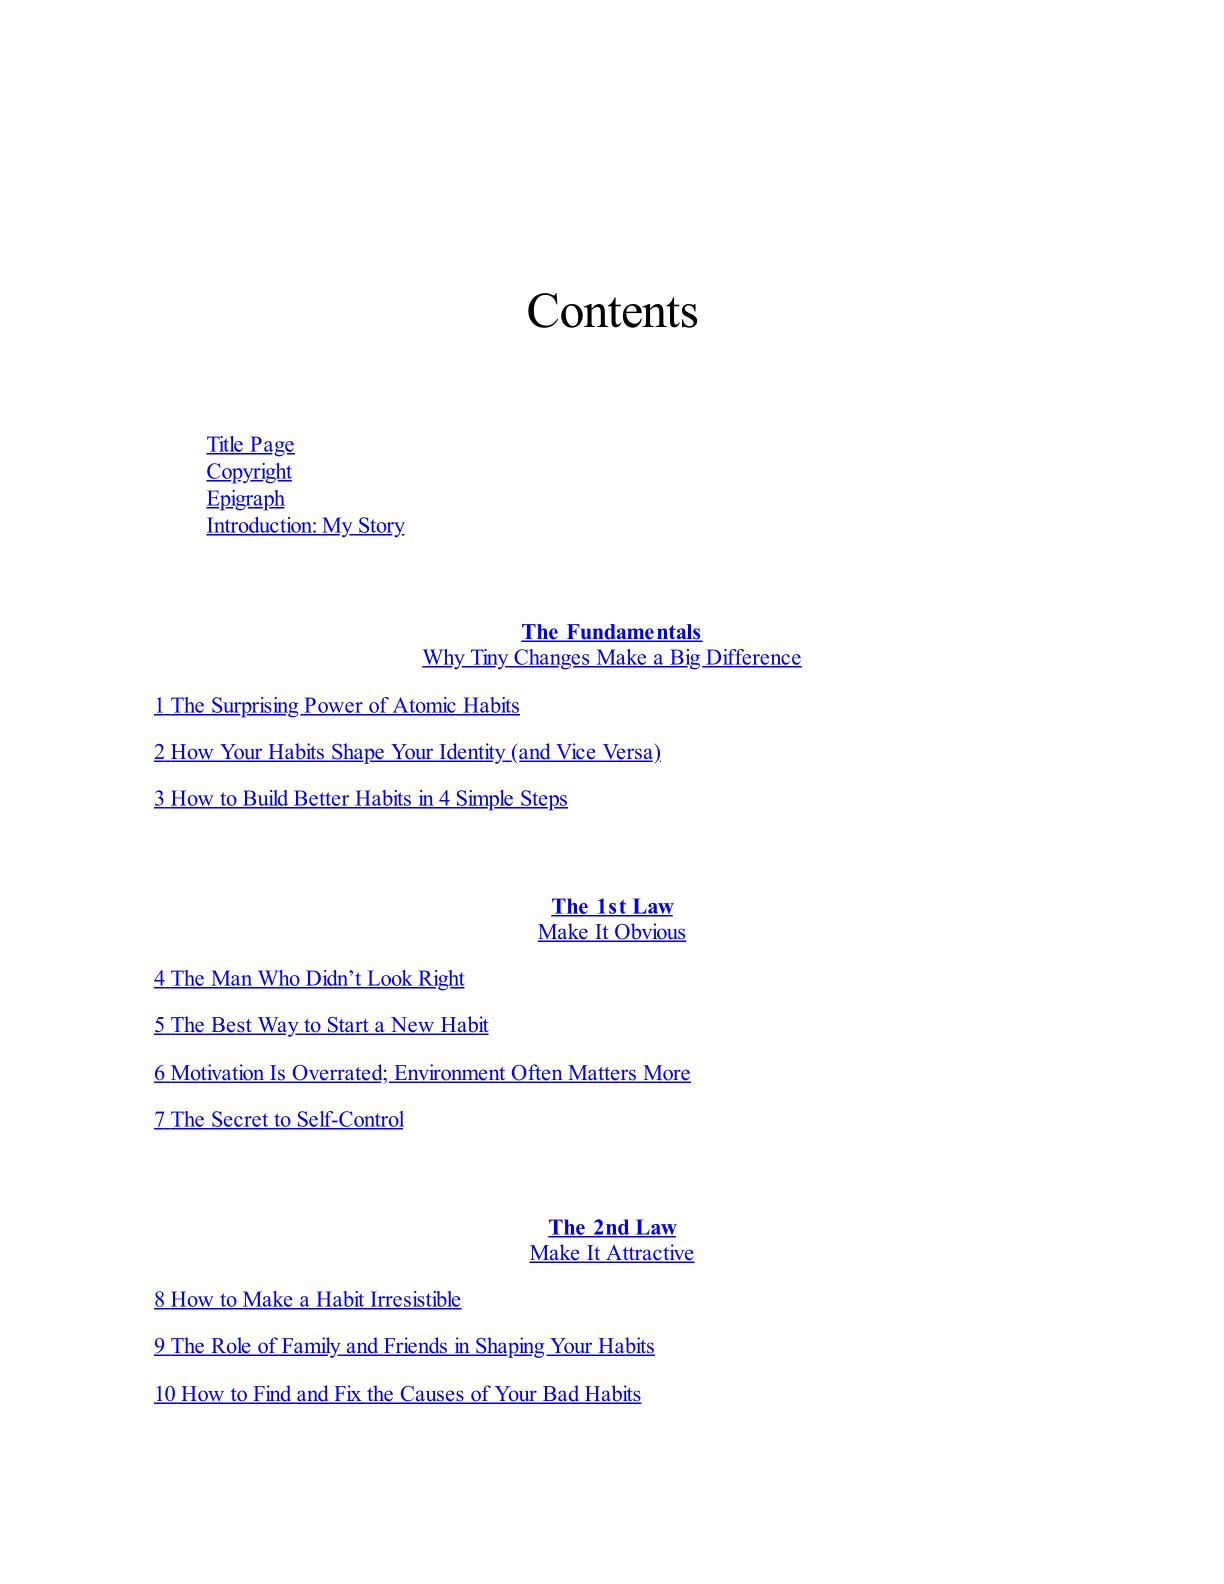 Contents
Title Page
Copyright
Epigraph
Introduction: My Story
The Fundamentals
Why Tiny Changes Make a Big Difference
1 The Surprising Power of Atomic Habits
2 How Your Habits Shape Your Identity (and Vice Versa)
3 How to Build Better Habits in 4 Simple Steps
The 1st Law
Make It Obvious
4 The Man Who Didn’t Look Right
5 The Best Way to Start a New Habit
6 Motivation Is Overrated; Environment Often Matters More
7 The Secret to Self-Control
The 2nd Law
Make It Attractive
8 How to Make a Habit Irresistible
9 The Role of Family and Friends in Shaping Your Habits
10 How to Find and Fix the Causes of Your Bad Habits